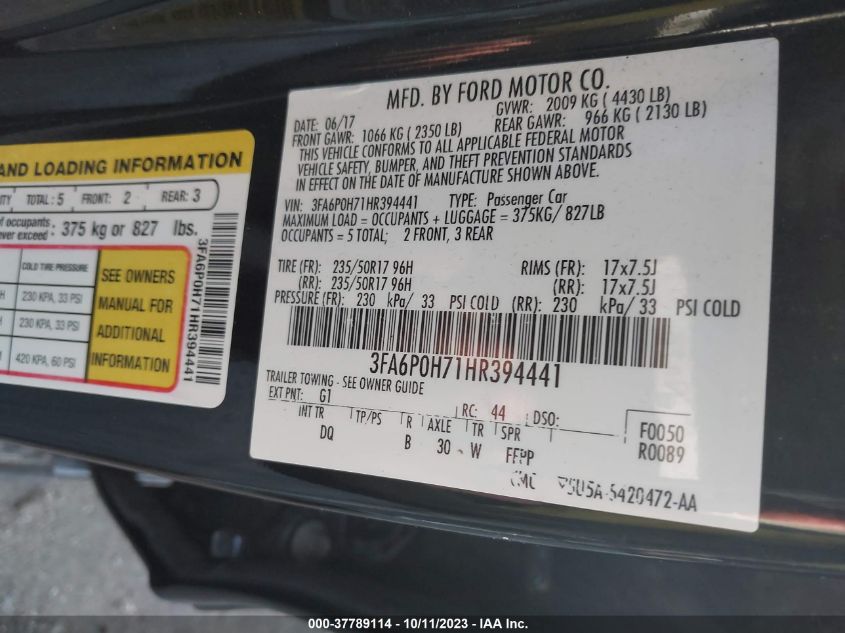 AND LOADING INFORMATION
TOTAL: 5 FRONT: 2 REAR: 3
of occupants
ever exceed 375 kg or 827 lbs.
COLD TIRE PRESSURE
230 KPA, 33 PSI
230 KPA, 33 PSI
420 KPA, 60 PSI
SEE OWNERS
MANUAL FOR
ADDITIONAL
INFORMATION
3FA6P0H71HR394441
MFD. BY FORD MOTOR CO.
DATE: 06/17 GVWR: 2009 KG ( 4430 LB)
FRONT GAWR: 1066 KG ( 2350 LB) REAR GAWR: 966 KG ( 2130 LB)
THIS VEHICLE CONFORMS TO ALL APPLICABLE FEDERAL MOTOR
VEHICLE SAFETY, BUMPER, AND THEFT PREVENTION STANDARDS
IN EFFECT ON THE DATE OF MANUFACTURE SHOWN ABOVE.
VIN: 3FA6P0H71HR394441 TYPE: Passenger Car
MAXIMUM LOAD = OCCUPANTS + LUGGAGE = 375KG/ 827LB
OCCUPANTS = 5 TOTAL; 2 FRONT, 3 REAR
TIRE (FR): 235/50R17 96H RIMS (FR): 17x7.5J
(RR): 235/50R17 96H (RR): 17x7.5J
PRESSURE (FR): 230 kPa/ 33 PSI COLD (RR): 230 kPa/ 33 PSI COLD
3FA6P0H71HR394441
TRAILER TOWING - SEE OWNER GUIDE
EXT PNT: G1 RC: 44 DSO: F0050
INT TR TP/PS R AXLE TR SPR R0089
DQ B 30 W FFPP
5U5A-5420472-AA
000-37789114 - 10/11/2023 - IAA Inc.